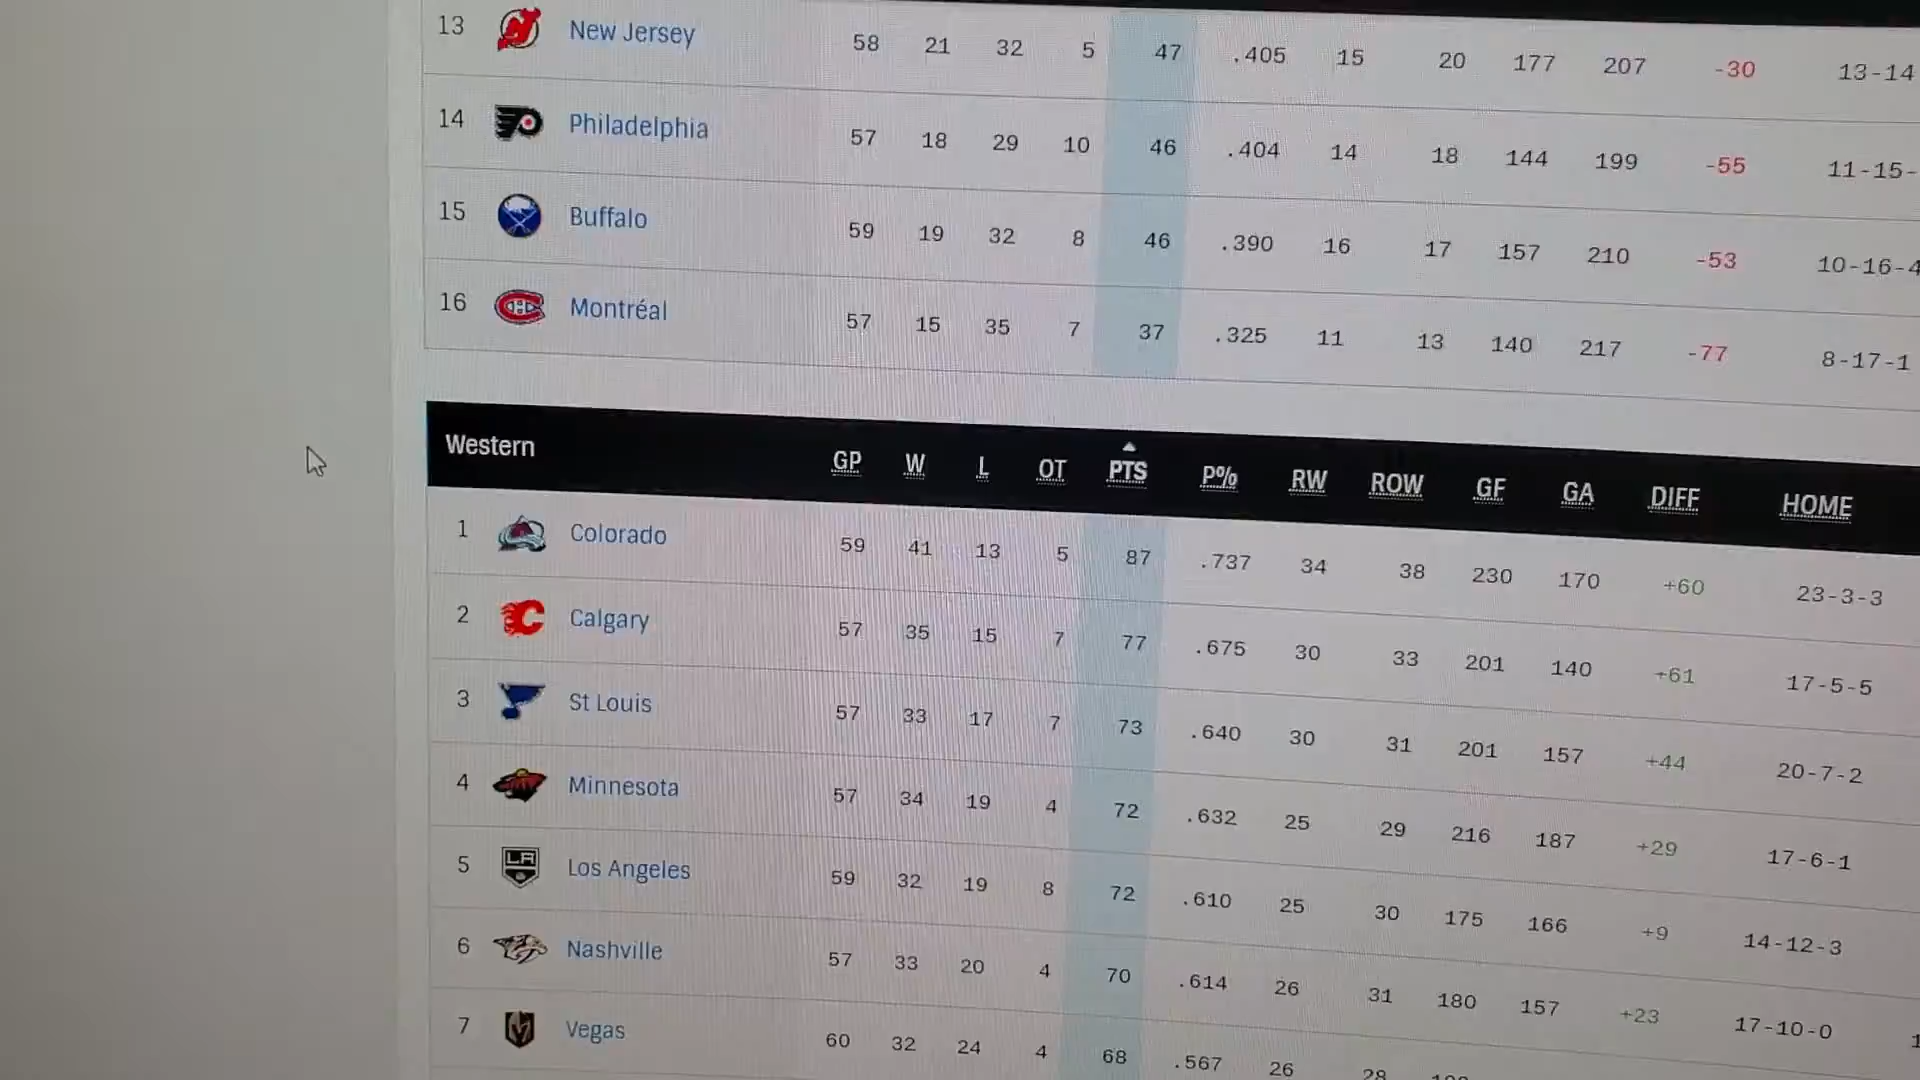 13 New Jersey 58 21 32 5 47 .405 15 20 177 207 -30 13-14
14 Philadelphia 57 18 29 10 46 .404 14 18 144 199 -55 11-15-
15 Buffalo 59 19 32 8 46 .390 16 17 157 210 -53 10-16-4
16 Montréal 57 15 35 7 37 .325 11 13 140 217 -77 8-17-1
Western GP W L OT PTS P% RW ROW GF GA DIFF HOME
1 Colorado 59 41 13 5 87 .737 34 38 230 170 +60 23-3-3
2 Calgary 57 35 15 7 77 .675 30 33 201 140 +61 17-5-5
3 St Louis 57 33 17 7 73 .640 30 31 201 157 +44 20-7-2
4 Minnesota 57 34 19 4 72 .632 25 29 216 187 +29 17-6-1
5 LA Los Angeles 59 32 19 8 72 .610 25 30 175 166 +9 14-12-3
6 Nashville 57 33 20 4 70 .614 26 31 180 157 +23 17-10-0
7 Vegas 60 32 24 4 68 .567 26 28